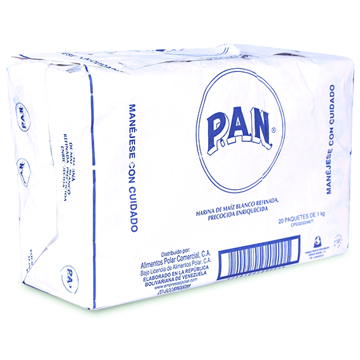 P.A.N.
MANÉJESE CON CUIDADO
P.A.N.
MANÉJESE CON CUIDADO
HARINA DE MAÍZ BLANCO REFINADA,
PRECOCIDA ENRIQUECIDA
20 PAQUETES DE 1 kg
Distribuido por:
Alimentos Polar Comercial, C.A.
Bajo Licencia de Alimentos Polar, C.A.
ELABORADO EN LA REPÚBLICA
BOLIVARIANA DE VENEZUELA
P.A.N.